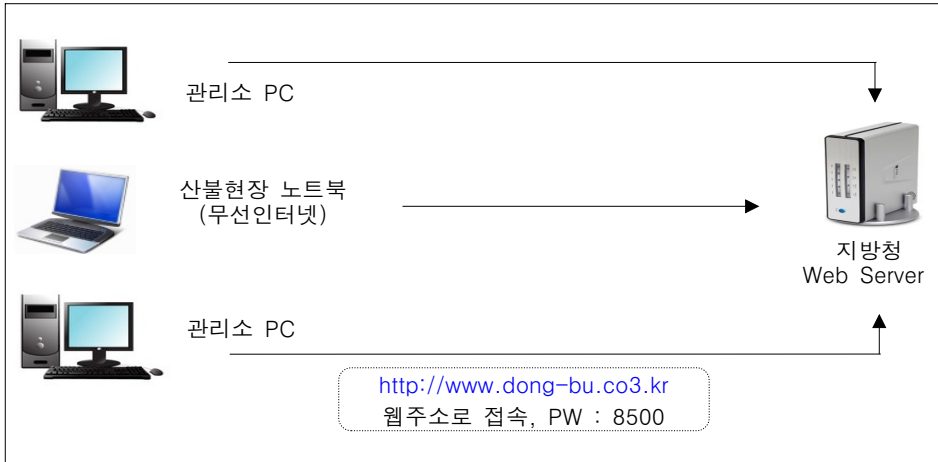 관리소 PC
산불현장 노트북
(무선인터넷)
지방청
Web Server
관리소 PC
http://www.dong-bu.co3.kr
웹주소로 접속, PW : 8500